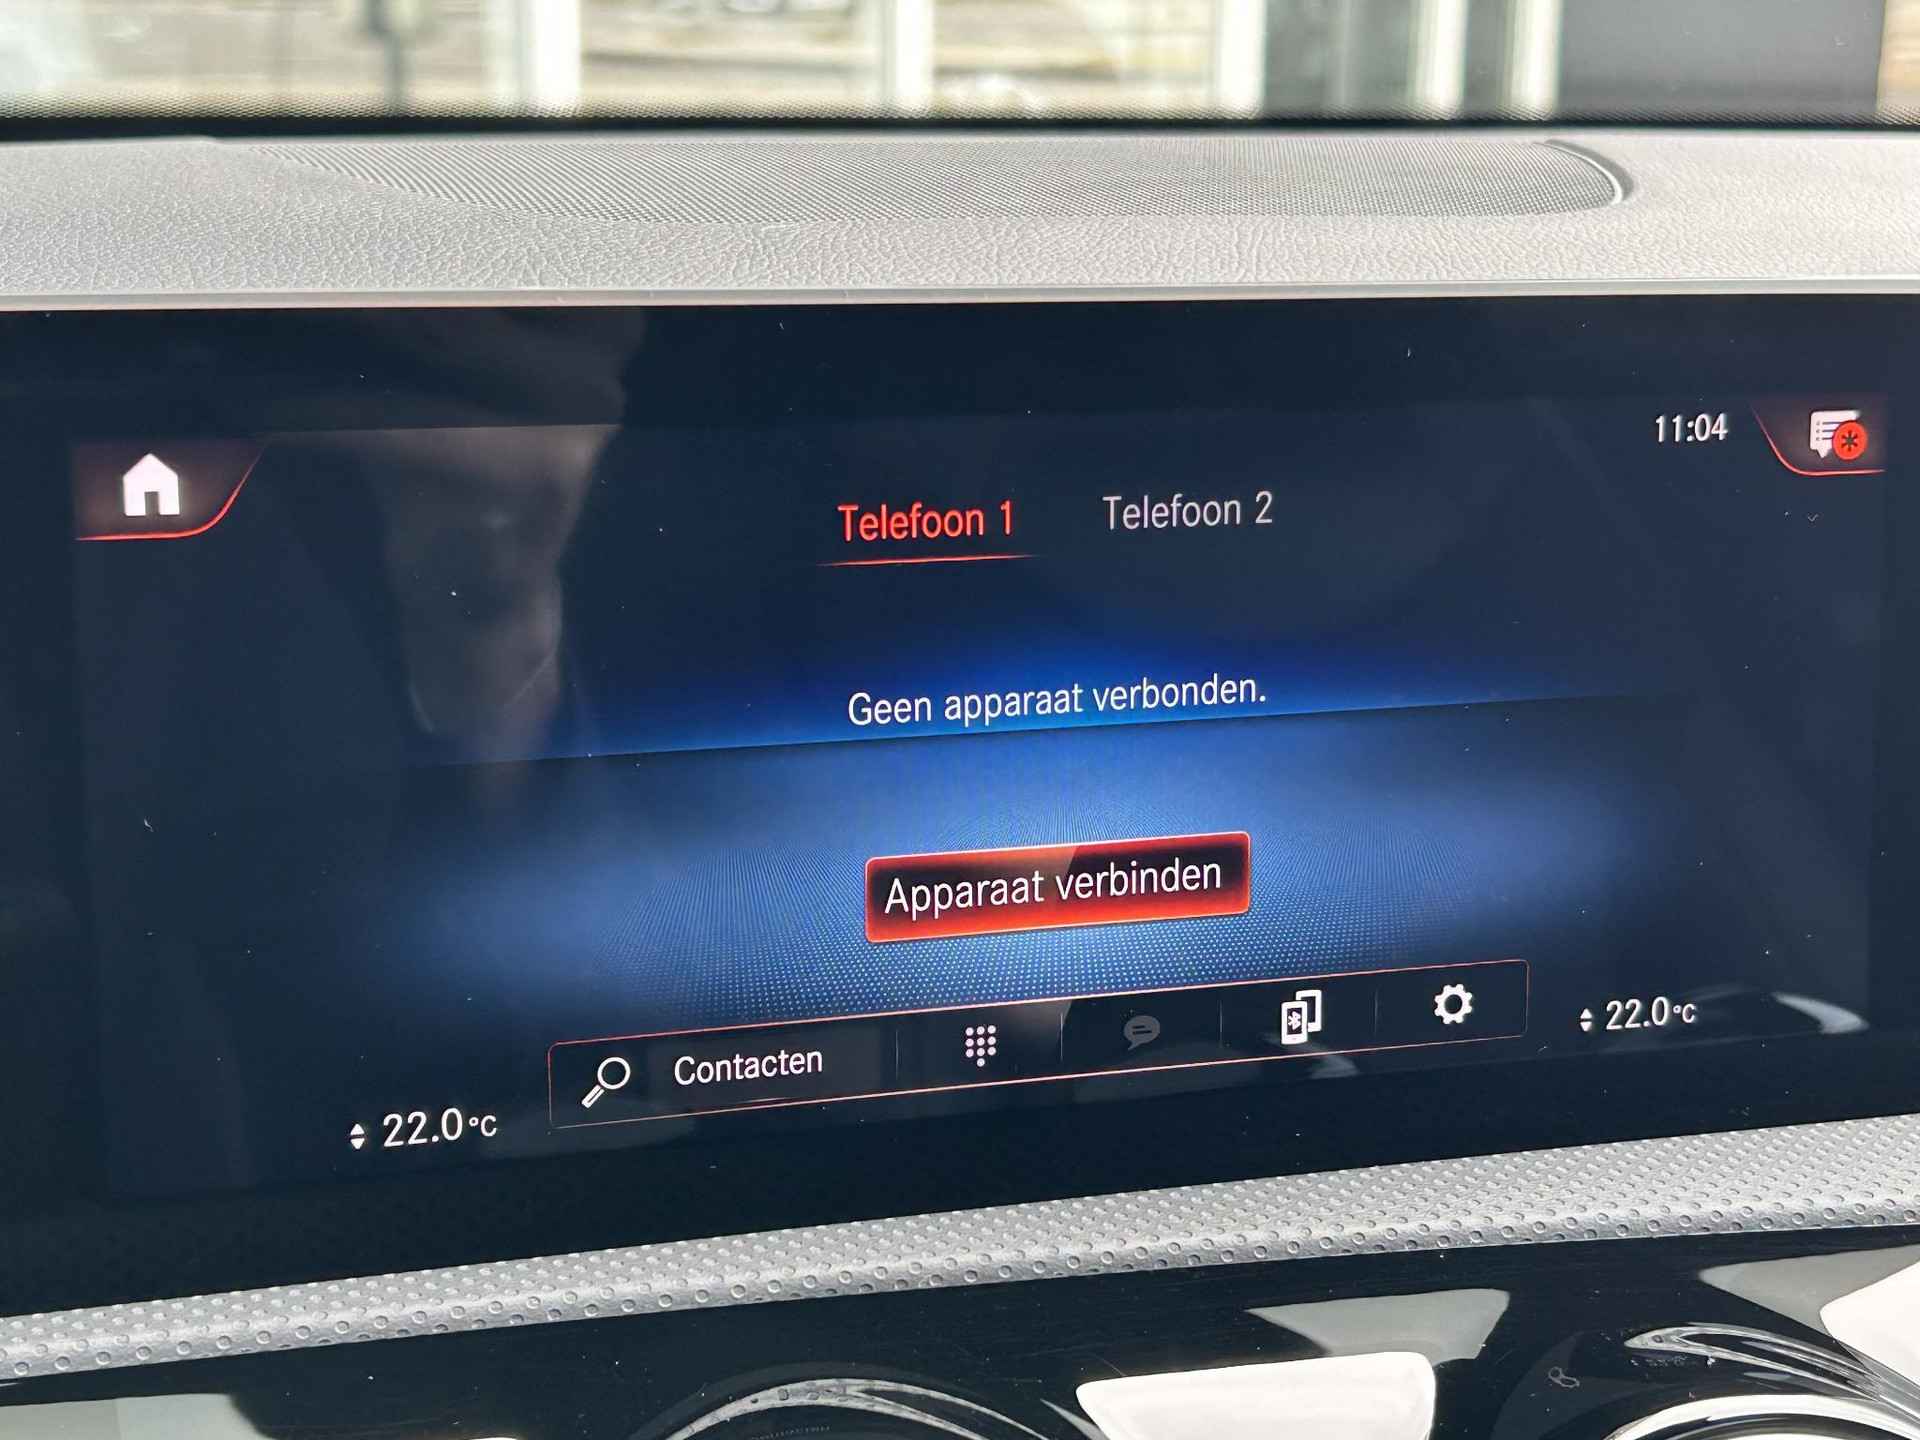 11:04
Telefoon 1
Telefoon 2
Geen apparaat verbonden.
Apparaat verbinden
Contacten
22.0°C
22.0°C